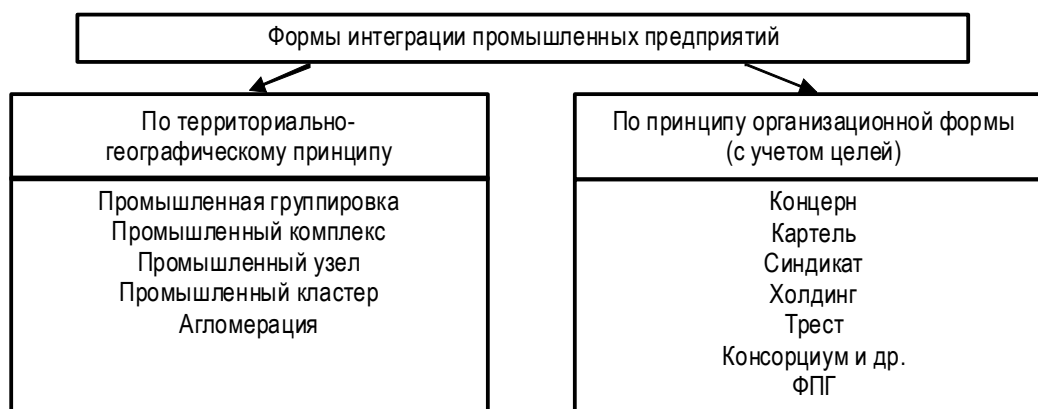 Формы интеграции промышленных предприятий
По территориально-
географическому принципу
Промышленная группировка
Промышленный комплекс
Промышленный узел
Промышленный кластер
Агломерация
По принципу организационной формы
(с учетом целей)
Концерн
Картель
Синдикат
Холдинг
Трест
Консорциум и др.
ФПГ